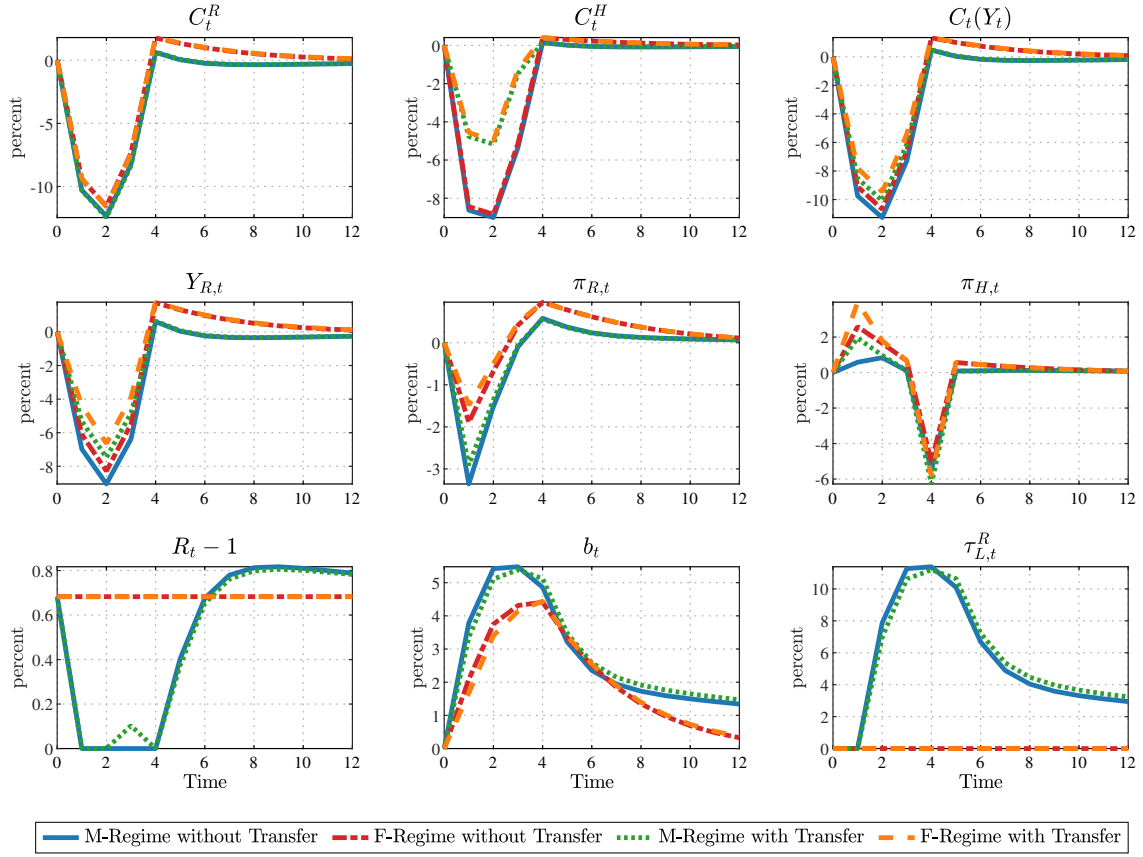 C_t^R C_t^H C_t(Y_t)
percent percent percent
0 -5 -10
0 -2 -4 -6 -8
0 -2 -4 -6 -8 -10
0 2 4 6 8 10 12 0 2 4 6 8 10 12 0 2 4 6 8 10 12
Y_{R,t} π_{R,t} π_{H,t}
percent percent percent
0 -2 -4 -6 -8
0 -1 -2 -3
2 0 -2 -4 -6
0 2 4 6 8 10 12 0 2 4 6 8 10 12 0 2 4 6 8 10 12
R_t − 1 b_t τ_{L,t}^R
percent percent percent
0.8 0.6 0.4 0.2 0
5 4 3 2 1 0
10 8 6 4 2 0
0 2 4 6 8 10 12 0 2 4 6 8 10 12 0 2 4 6 8 10 12
Time Time
M-Regime without Transfer F-Regime without Transfer M-Regime with Transfer F-Regime with Transfer